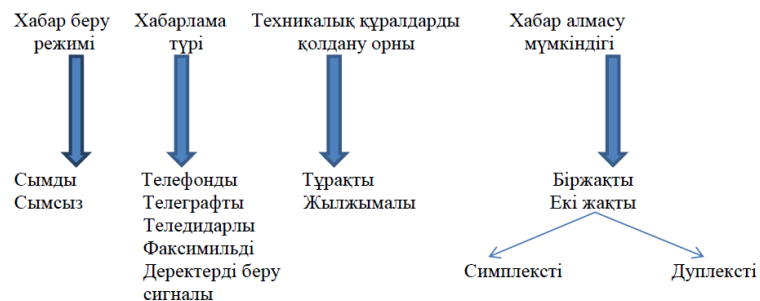 Хабар беру
режимі
Хабарлама
түрі
Техникалық құралдарды
қолдану орны
Хабар алмасу
мүмкіндігі
Сымды
Сымсыз
Телефонды
Телеграфты
Теледидарлы
Факсимильді
Деректерді беру
сигналы
Тұрақты
Жылжымалы
Біржақты
Екі жақты
Симплексті
Дуплексті